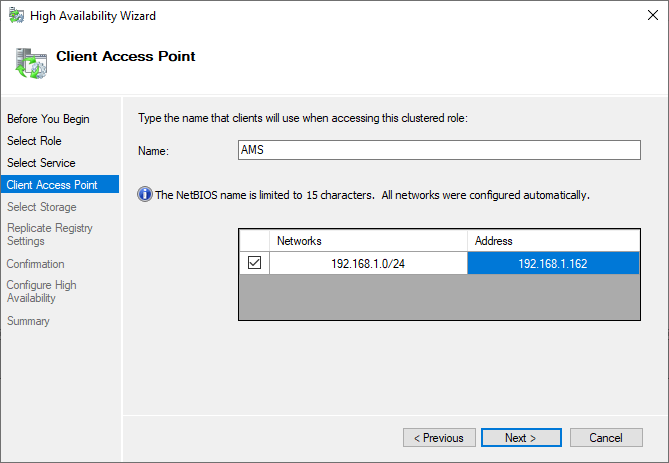 High Availability Wizard
Client Access Point
Before You Begin
Select Role
Select Service
Client Access Point
Select Storage
Replicate Registry
Settings
Confirmation
Configure High
Availability
Summary
Type the name that clients will use when accessing this clustered role:
Name:
AMS
The NetBIOS name is limited to 15 characters.  All networks were configured automatically.
Networks Address
192.168.1.0/24 192.168.1.162
< Previous Next > Cancel